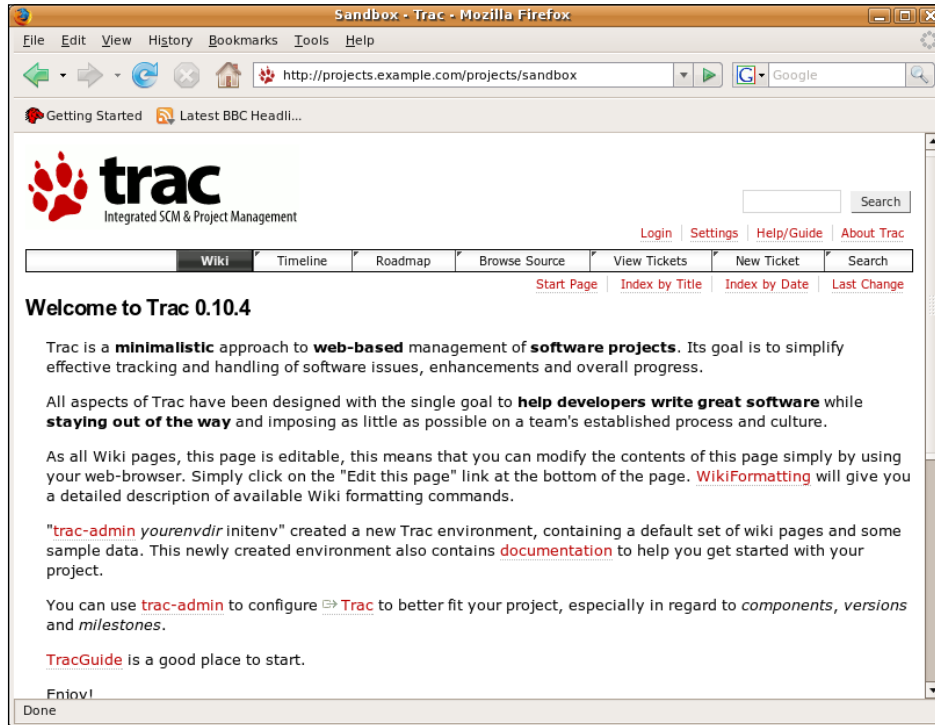 Sandbox - Trac - Mozilla Firefox
File Edit View History Bookmarks Tools Help
http://projects.example.com/projects/sandbox
G Google
Getting Started Latest BBC Headli...
trac
Integrated SCM & Project Management
Search
Login Settings Help/Guide About Trac
Wiki Timeline Roadmap Browse Source View Tickets New Ticket Search
Start Page Index by Title Index by Date Last Change
Welcome to Trac 0.10.4
Trac is a minimalistic approach to web-based management of software projects. Its goal is to simplify
effective tracking and handling of software issues, enhancements and overall progress.
All aspects of Trac have been designed with the single goal to help developers write great software while
staying out of the way and imposing as little as possible on a team's established process and culture.
As all Wiki pages, this page is editable, this means that you can modify the contents of this page simply by using
your web-browser. Simply click on the "Edit this page" link at the bottom of the page. WikiFormatting will give you
a detailed description of available Wiki formatting commands.
"trac-admin yourenvdir initenv" created a new Trac environment, containing a default set of wiki pages and some
sample data. This newly created environment also contains documentation to help you get started with your
project.
You can use trac-admin to configure Trac to better fit your project, especially in regard to components, versions
and milestones.
TracGuide is a good place to start.
Enjoy!
Done